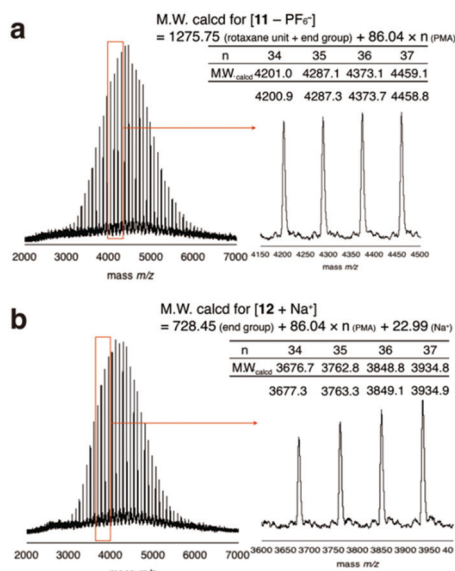 a
M.W. calcd for [11 – PF₆⁻]
= 1275.75 (rotaxane unit + end group) + 86.04 × n (PMA)
n 34 35 36 37
M.W.calcd 4201.0 4287.1 4373.1 4459.1
4200.9 4287.3 4373.7 4458.8
2000 3000 4000 5000 6000 7000
mass m/z
4150 4200 4250 4300 4350 4400 4450 4500
mass m/z
b
M.W. calcd for [12 + Na⁺]
= 728.45 (end group) + 86.04 × n (PMA) + 22.99 (Na⁺)
n 34 35 36 37
M.W.calcd 3676.7 3762.8 3848.8 3934.8
3677.3 3763.3 3849.1 3934.9
2000 3000 4000 5000 6000 7000
mass m/z
3600 3650 3700 3750 3800 3850 3900 3950 40
mass m/z